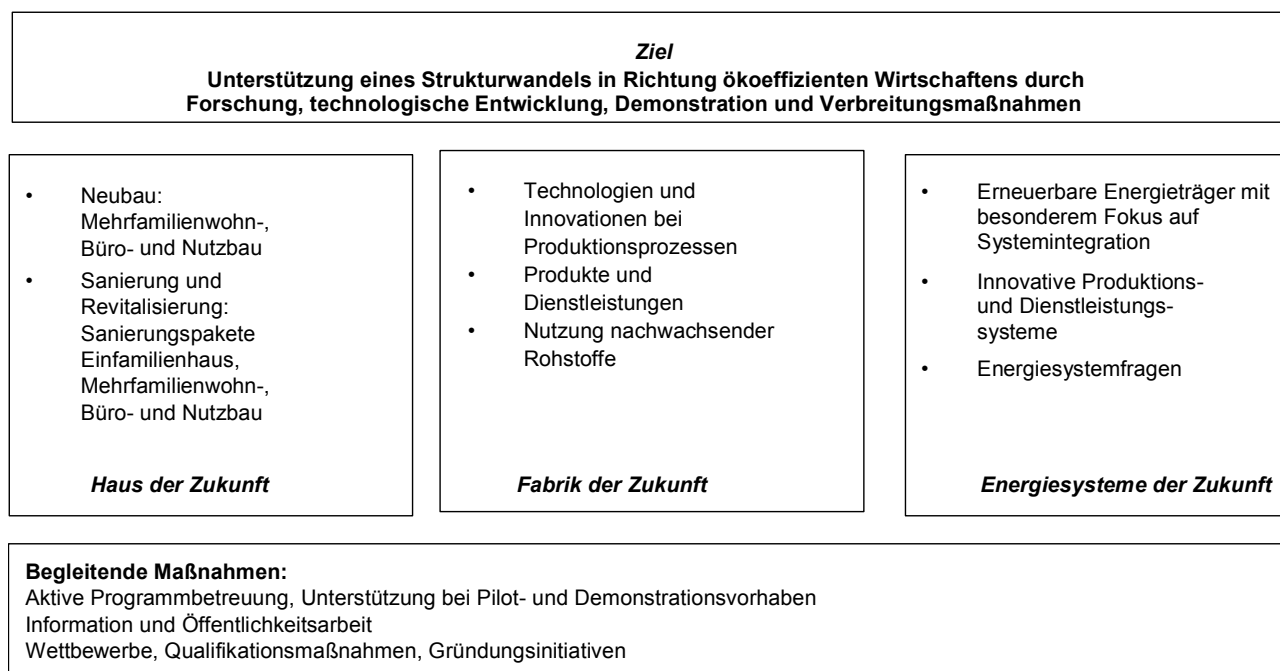 Ziel
Unterstützung eines Strukturwandels in Richtung ökoeffizienten Wirtschaftens durch
Forschung, technologische Entwicklung, Demonstration und Verbreitungsmaßnahmen
• Neubau:
Mehrfamilienwohn-,
Büro- und Nutzbau
• Sanierung und
Revitalisierung:
Sanierungspakete
Einfamilienhaus,
Mehrfamilienwohn-,
Büro- und Nutzbau
Haus der Zukunft
• Technologien und
Innovationen bei
Produktionsprozessen
• Produkte und
Dienstleistungen
• Nutzung nachwachsender
Rohstoffe
Fabrik der Zukunft
• Erneuerbare Energieträger mit
besonderem Fokus auf
Systemintegration
• Innovative Produktions-
und Dienstleistungs-
systeme
• Energiesystemfragen
Energiesysteme der Zukunft
Begleitende Maßnahmen:
Aktive Programmbetreuung, Unterstützung bei Pilot- und Demonstrationsvorhaben
Information und Öffentlichkeitsarbeit
Wettbewerbe, Qualifikationsmaßnahmen, Gründungsinitiativen